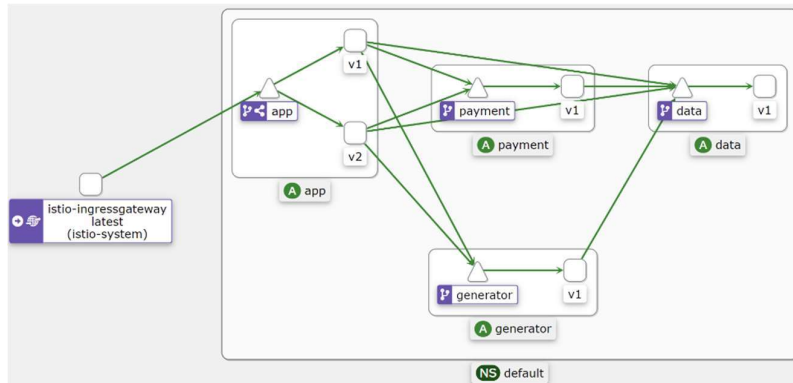 v1
app
v2
A app
payment
v1
A payment
data
v1
A data
istio-ingressgateway
latest
(istio-system)
generator
v1
A generator
NS default